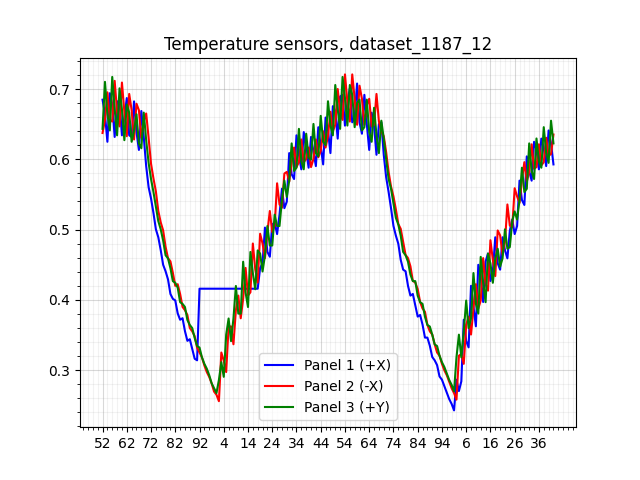 Temperature sensors, dataset_1187_12
0.7
0.6
0.5
0.4
0.3
Panel 1 (+X)
Panel 2 (-X)
Panel 3 (+Y)
52 62 72 82 92 4 14 24 34 44 54 64 74 84 94 6 16 26 36